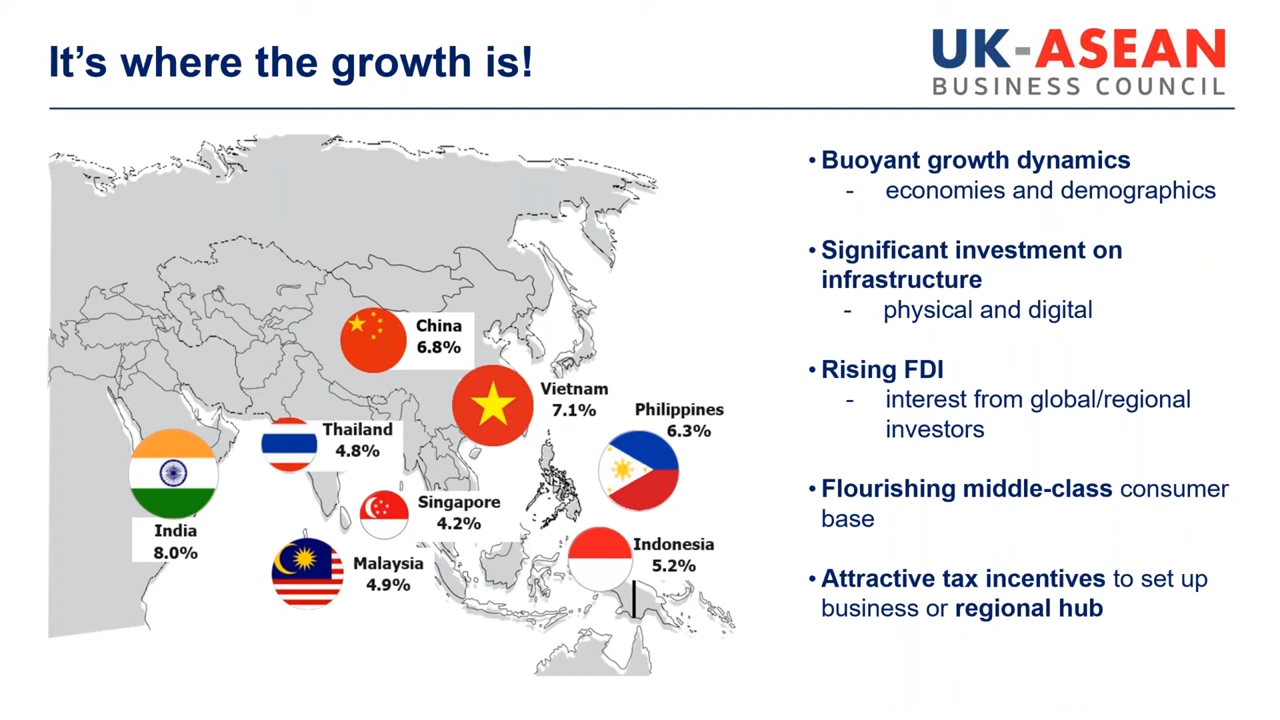 It's where the growth is!
UK-ASEAN
BUSINESS COUNCIL
China
6.8%
Vietnam
7.1%
Philippines
6.3%
Thailand
4.8%
India
8.0%
Singapore
4.2%
Malaysia
4.9%
Indonesia
5.2%
• Buoyant growth dynamics
- economies and demographics
• Significant investment on
infrastructure
- physical and digital
• Rising FDI
- interest from global/regional
investors
• Flourishing middle-class consumer
base
• Attractive tax incentives to set up
business or regional hub